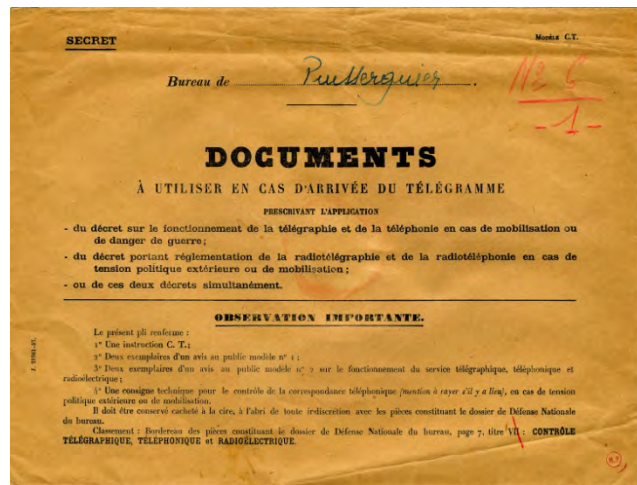 SECRET
Modèle C.T.
Bureau de Puisserguier.
N° 5
-1-
DOCUMENTS
À UTILISER EN CAS D'ARRIVÉE DU TÉLÉGRAMME
PRESCRIVANT L'APPLICATION
- du décret sur le fonctionnement de la télégraphie et de la téléphonie en cas de mobilisation ou
de danger de guerre;
- du décret portant réglementation de la radiotélégraphie et de la radiotéléphonie en cas de
tension politique extérieure ou de mobilisation;
- ou de ces deux décrets simultanément.
OBSERVATION IMPORTANTE.
Le présent pli renferme :
1° Une instruction C. T.;
2° Deux exemplaires d'un avis au public modèle n° 1;
3° Deux exemplaires d'un avis au public modèle n° 2 sur le fonctionnement du service télégraphique, téléphonique et
radioélectrique;
4° Une consigne technique pour le contrôle de la correspondance téléphonique (mention à rayer s'il y a lieu), en cas de tension
politique extérieure ou de mobilisation.
Il doit être conservé cacheté à la cire, à l'abri de toute indiscrétion avec les pièces constituant le dossier de Défense Nationale
du bureau.
Classement : Bordereau des pièces constituant le dossier de Défense Nationale du bureau, page 7, titre VII : CONTRÔLE
TÉLÉGRAPHIQUE, TÉLÉPHONIQUE et RADIOÉLECTRIQUE.